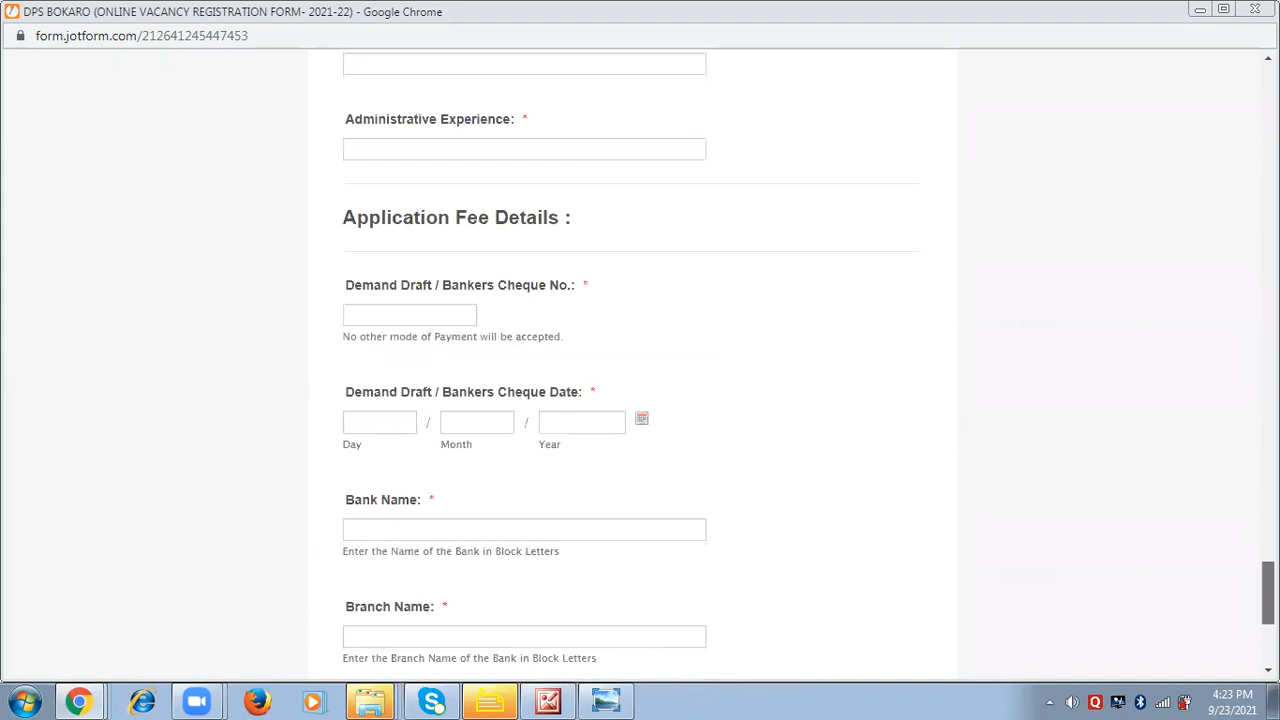 DPS BOKARO (ONLINE VACANCY REGISTRATION FORM- 2021-22) - Google Chrome
form.jotform.com/212641245447453
Administrative Experience: *
Application Fee Details :
Demand Draft / Bankers Cheque No.: *
No other mode of Payment will be accepted.
Demand Draft / Bankers Cheque Date: *
/ /
Day Month Year
Bank Name: *
Enter the Name of the Bank in Block Letters
Branch Name: *
Enter the Branch Name of the Bank in Block Letters
4:23 PM
9/23/2021